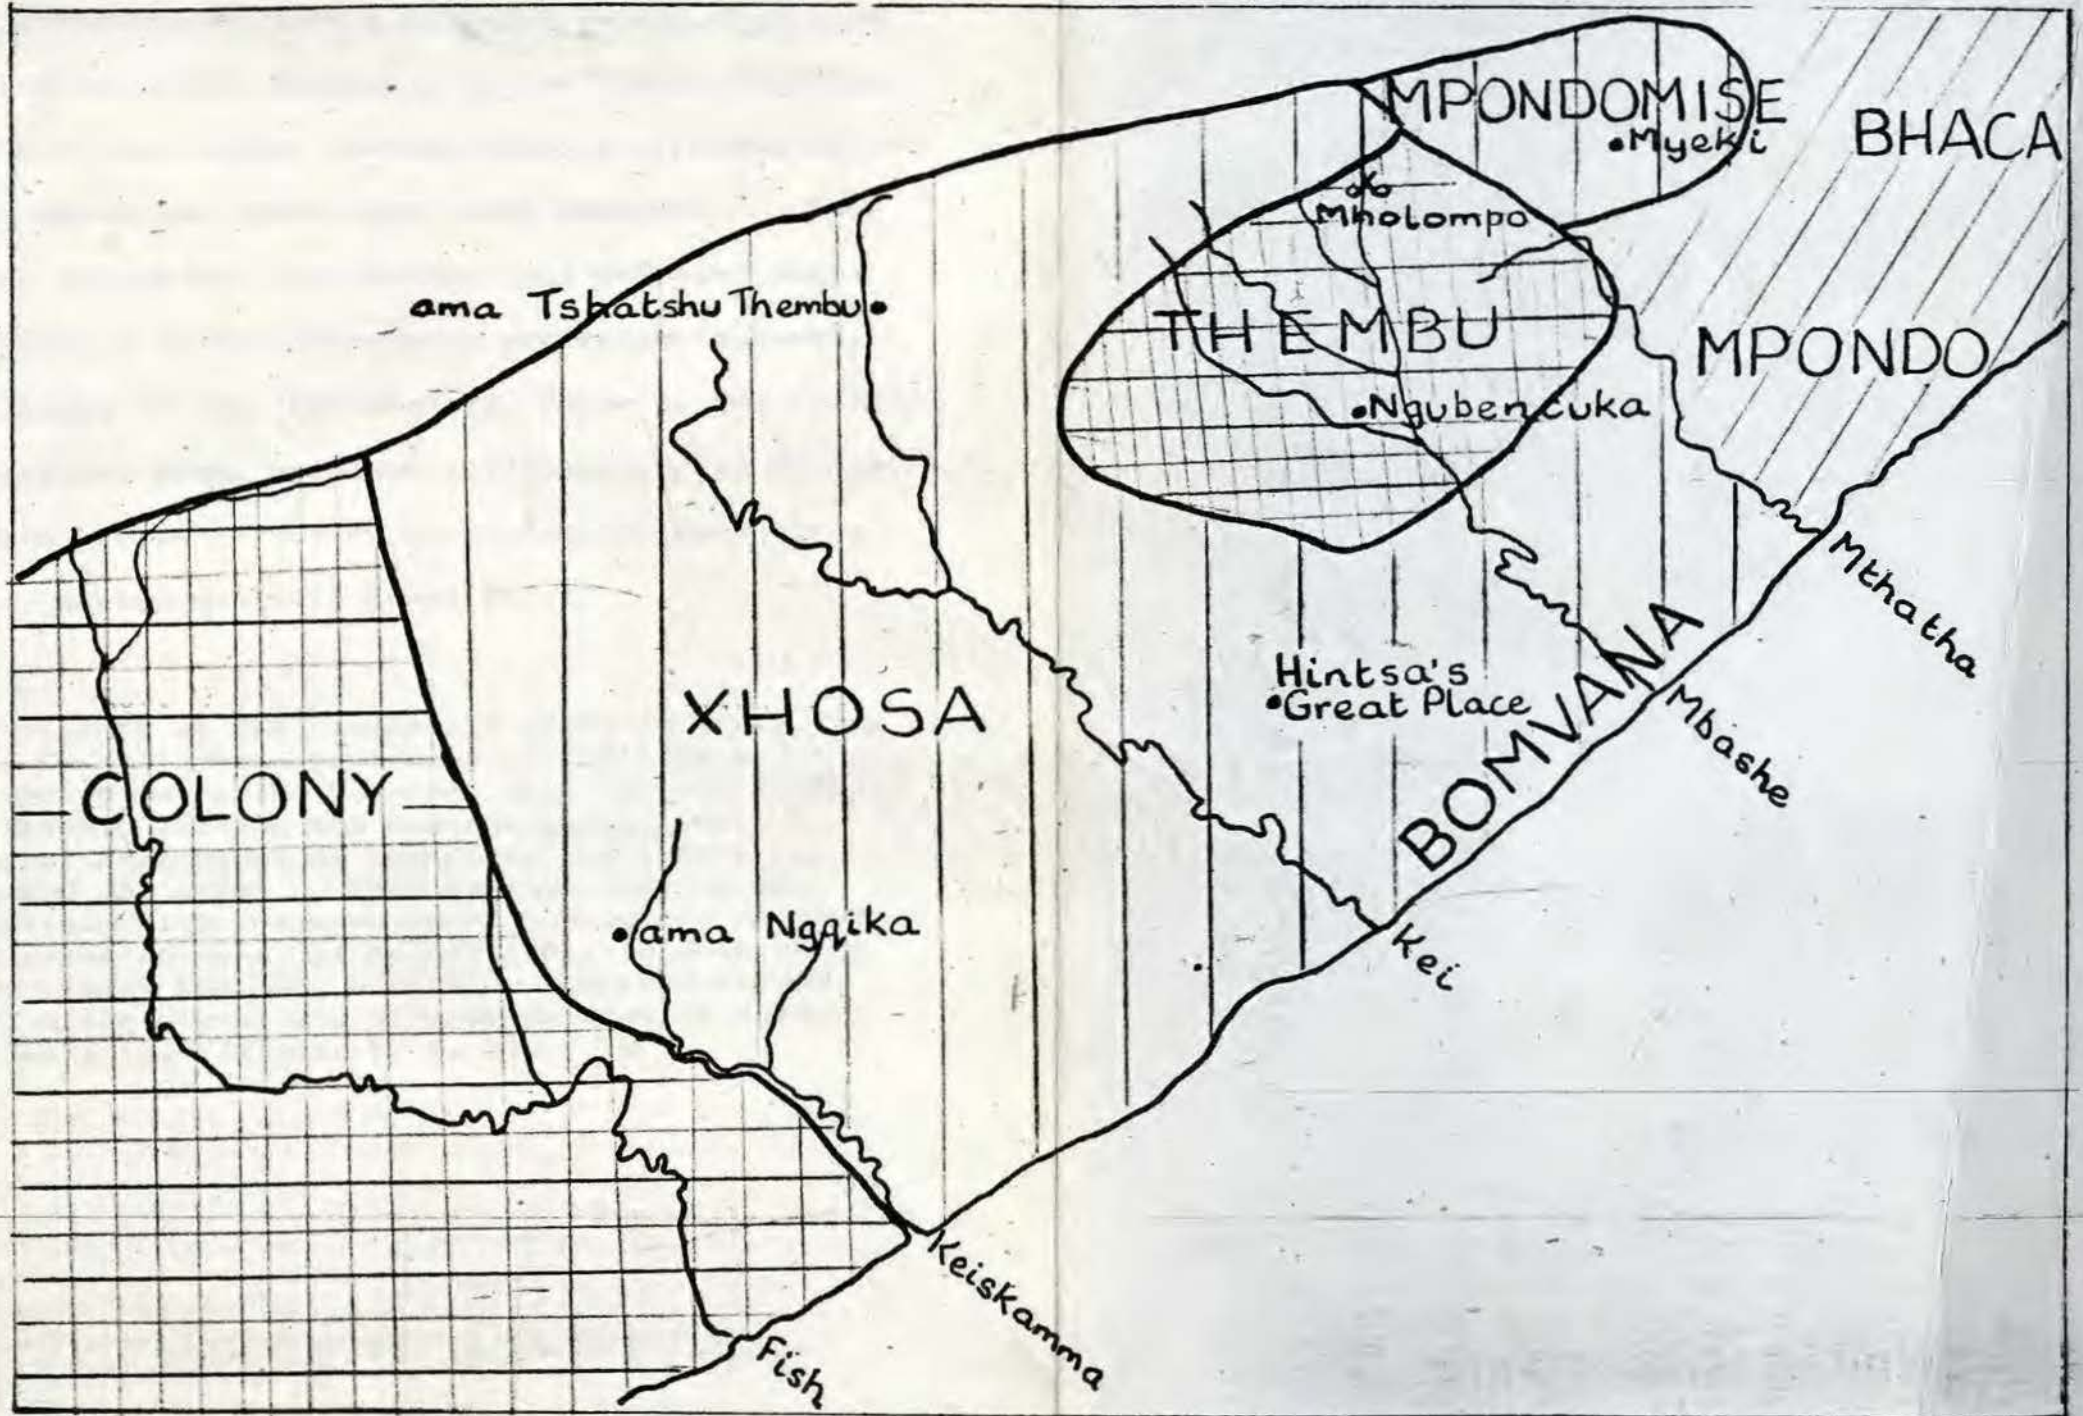 MPONDOMISE
•Myeki
BHACA
Mholompo
ama Tshatshu Thembu•
THEMBU
MPONDO
•Ngubencuka
Mthatha
Hintsa's
•Great Place
XHOSA
BOMVANA
Mbashe
COLONY
•ama Ngqika
Kei
Keiskamma
Fish